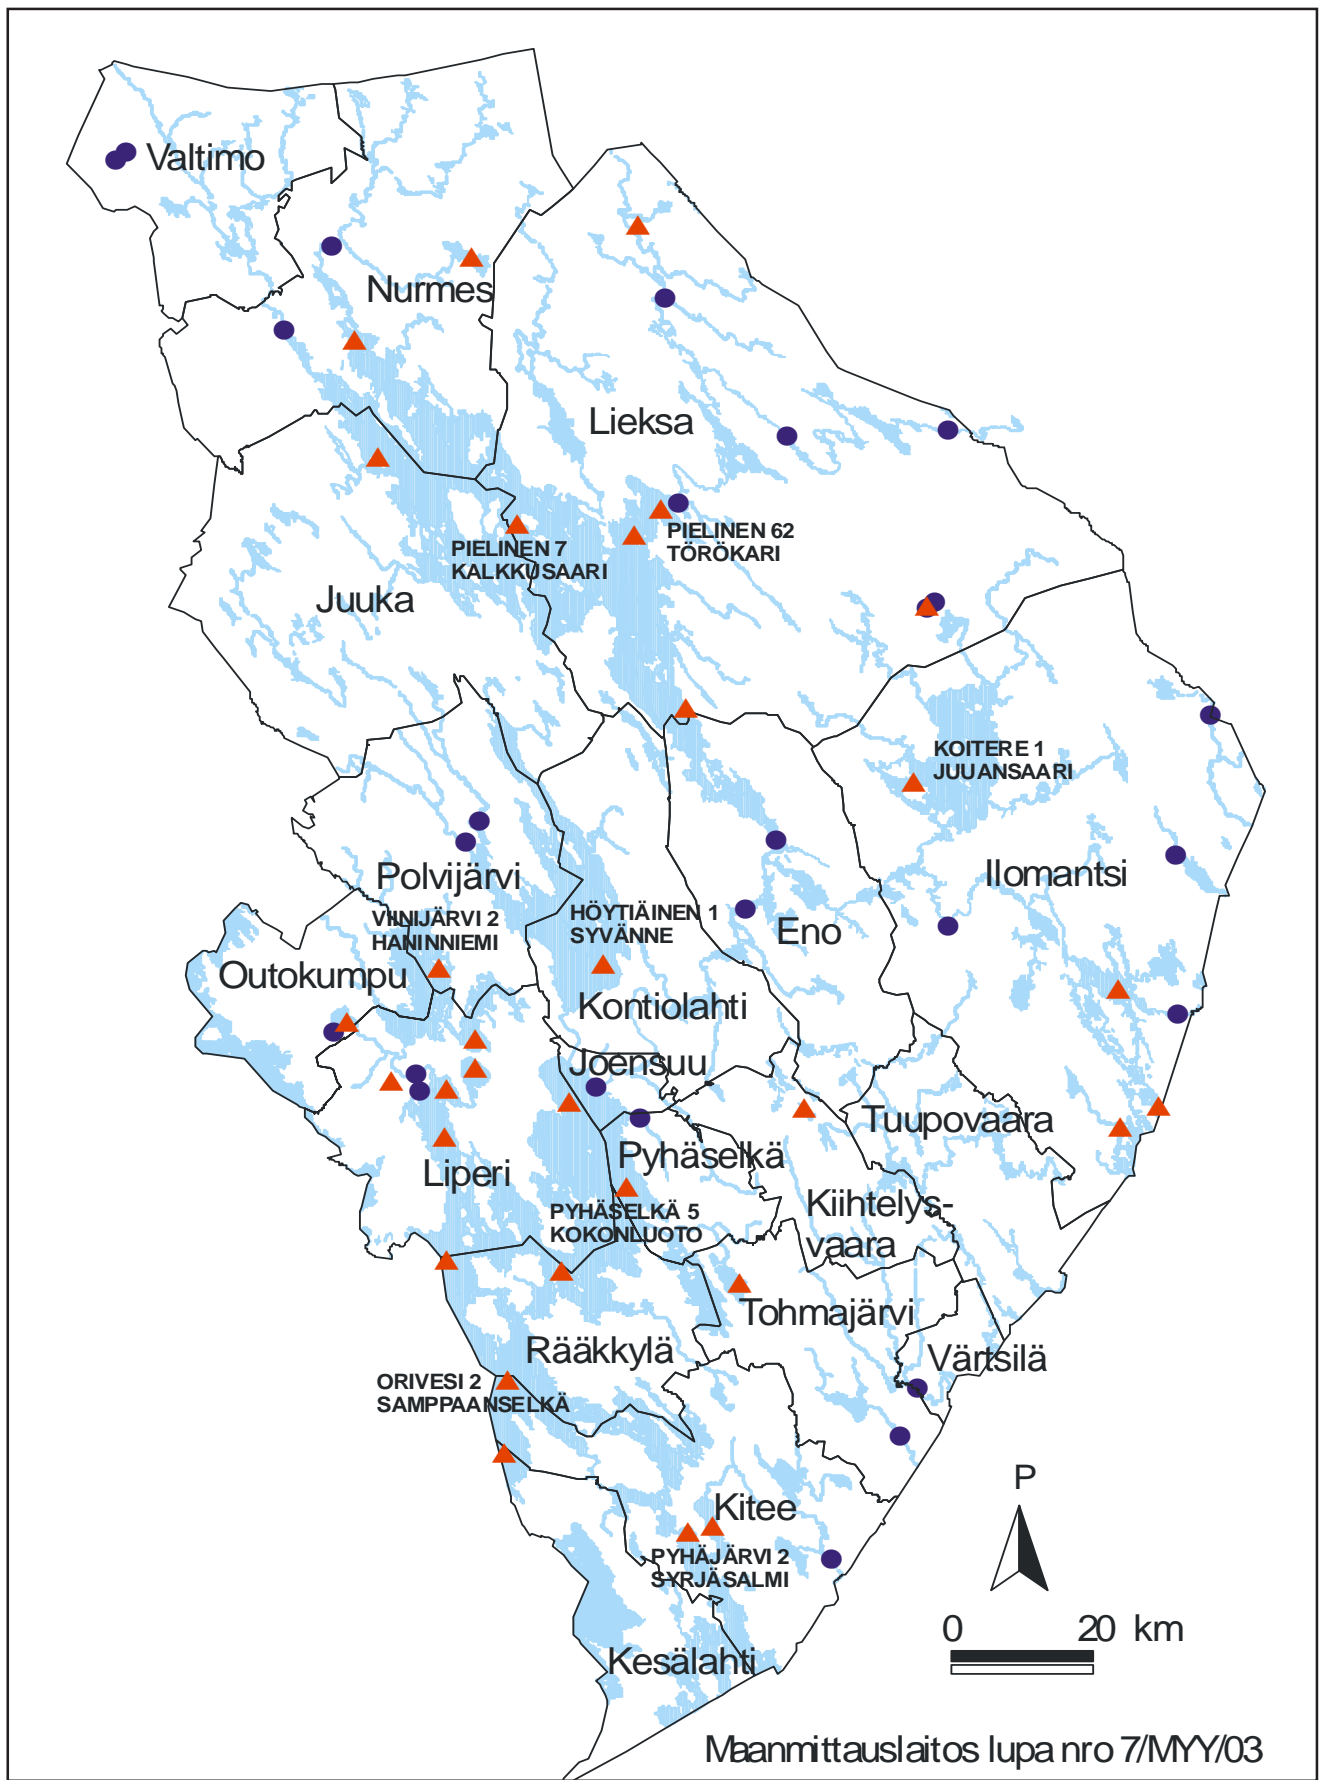 Valtimo
Nurmes
Lieksa
PIELINEN 62
TÖRÖKARI
PIELINEN 7
KALKKUSAARI
Juuka
KOITERE 1
JUUANSAARI
Ilomantsi
Polvijärvi
VIINIJÄRVI 2
HANINNIEMI
HÖYTIÄINEN 1
SYVÄNNE
Eno
Outokumpu
Kontiolahti
Joensuu
Tuupovaara
Pyhäselkä
Liperi
Kiihtelys-
vaara
PYHÄSELKÄ 5
KOKONLUOTO
Tohmajärvi
Rääkkylä
Värtsilä
ORIVESI 2
SAMPPAANSELKÄ
P
Kitee
PYHÄJÄRVI 2
SYRJÄSALMI
0 20 km
Kesälahti
Maanmittauslaitos lupa nro 7/MYY/03